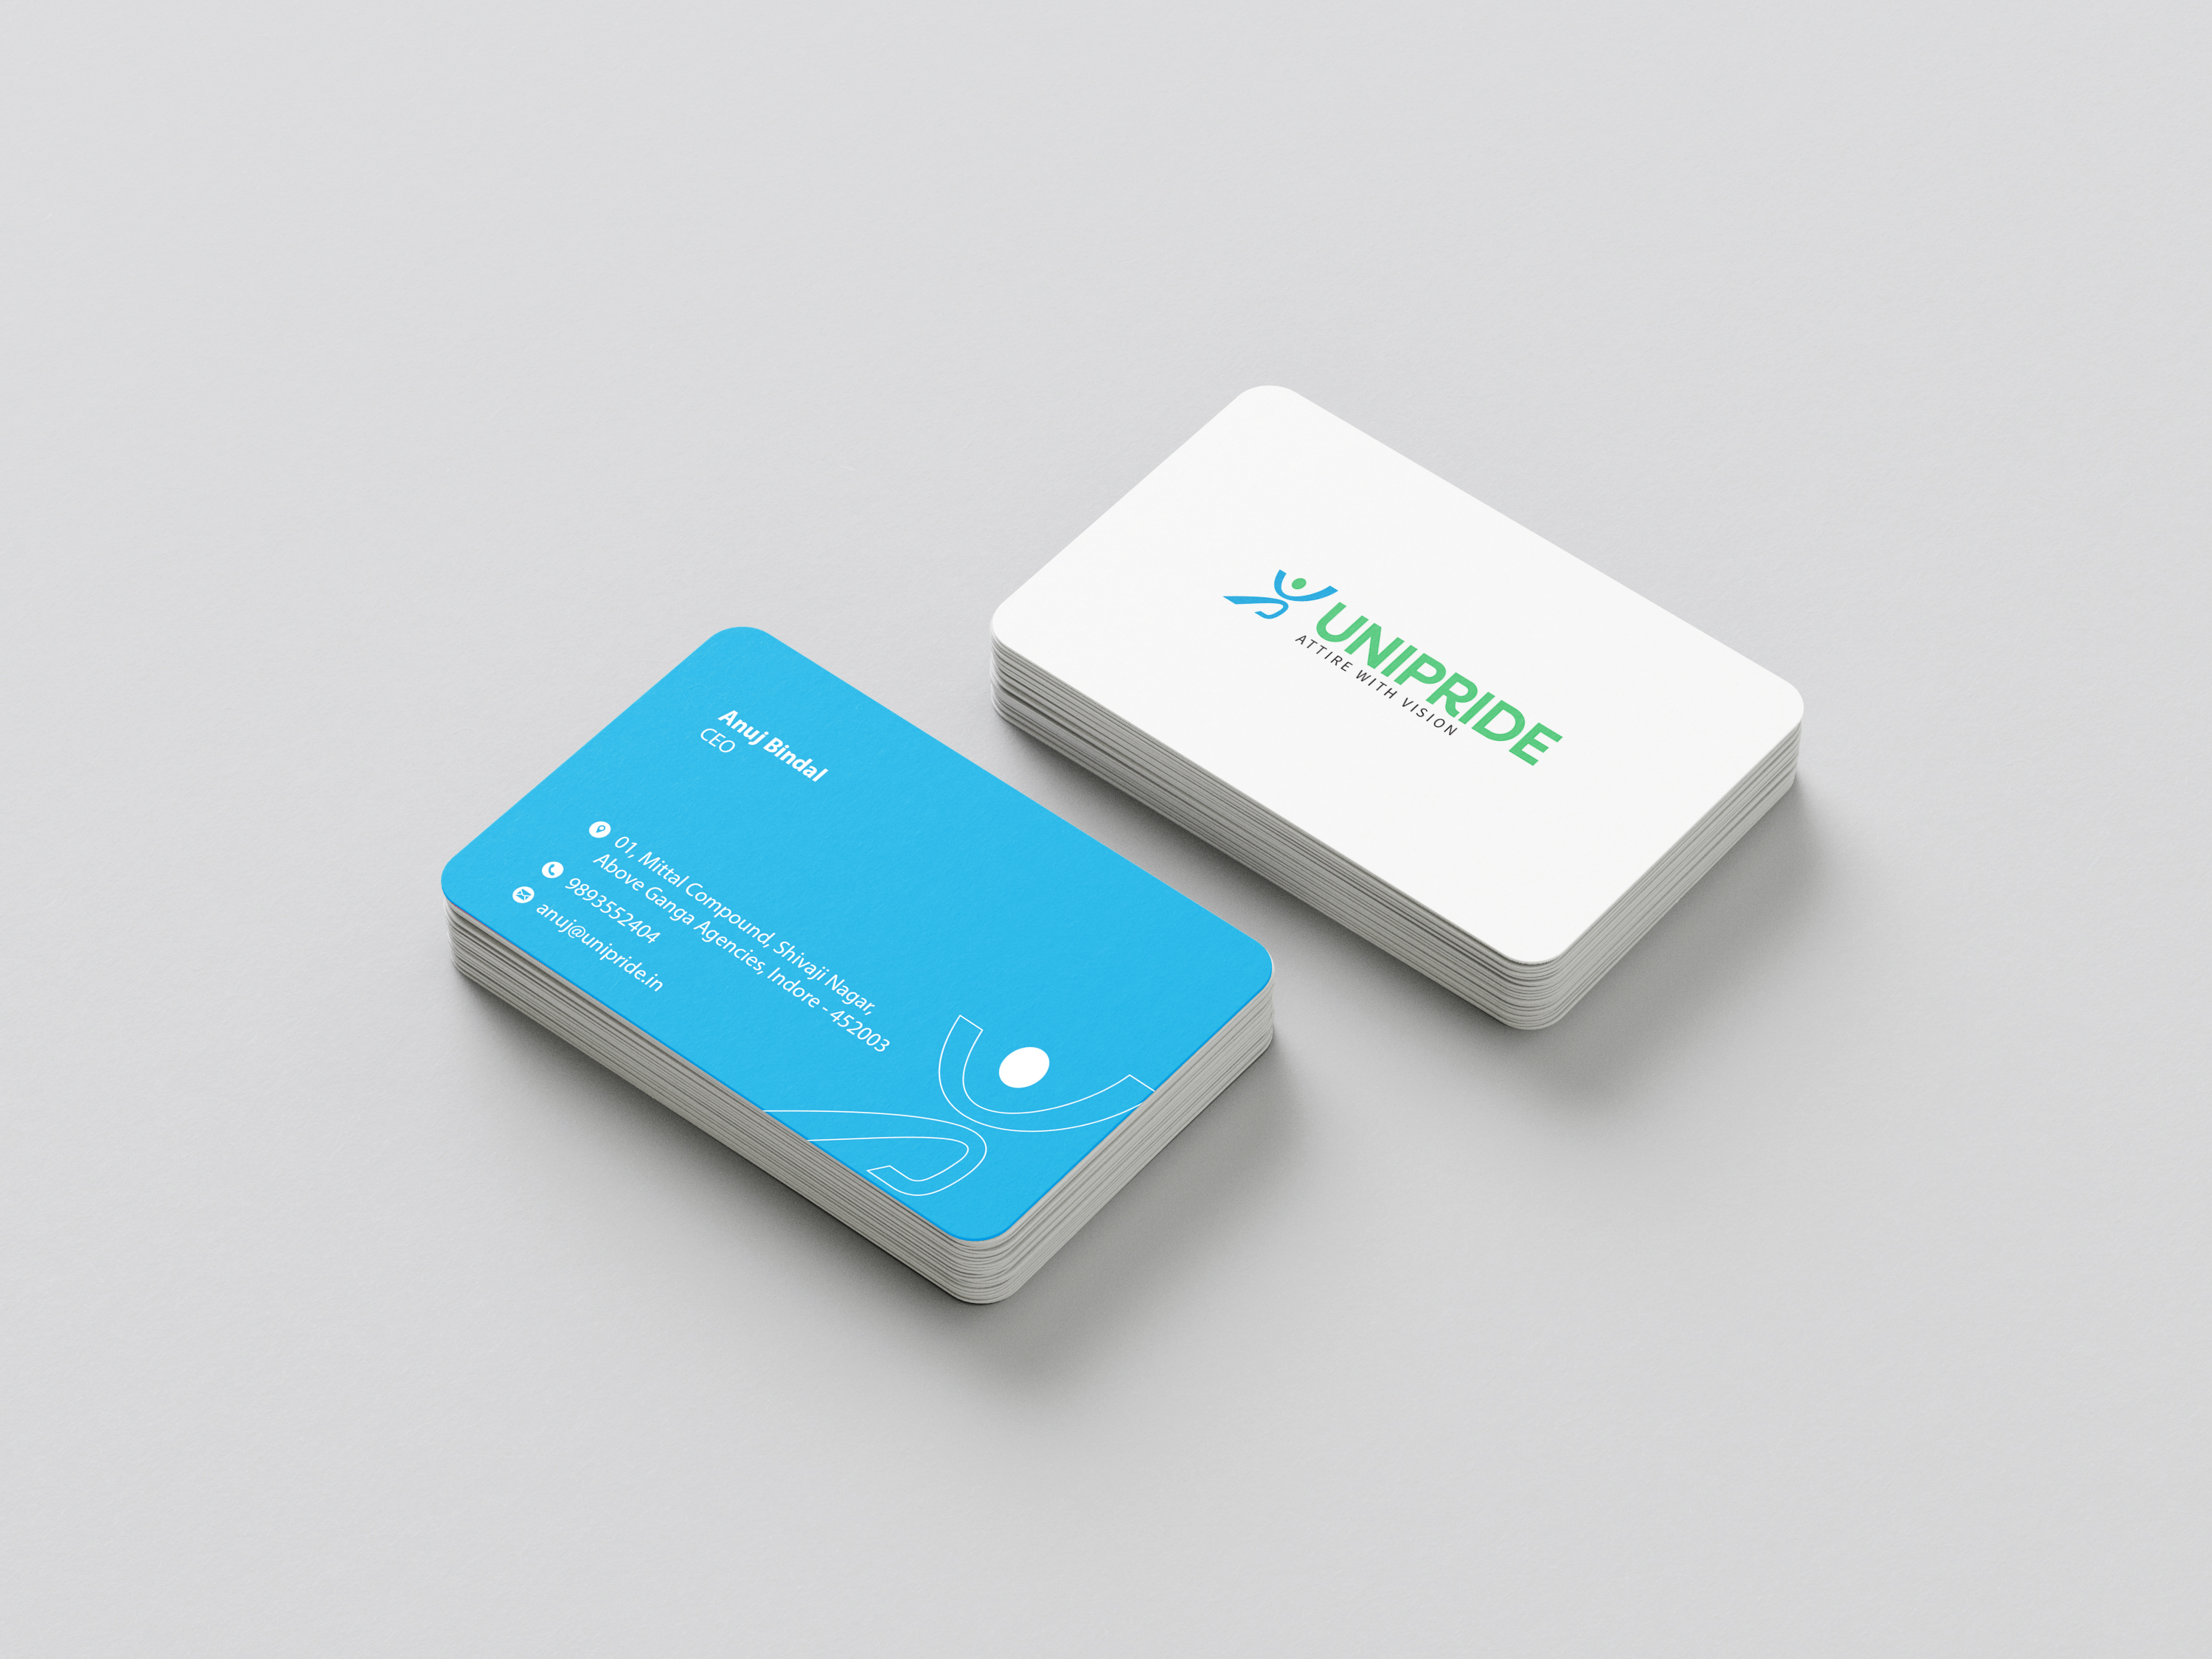 Anuj Bindal
CEO
01, Mittal Compound, Shivaji Nagar,
Above Ganga Agencies, Indore - 452003
9893552404
anuj@unipride.in
UNIPRIDE
ATTIRE WITH VISION